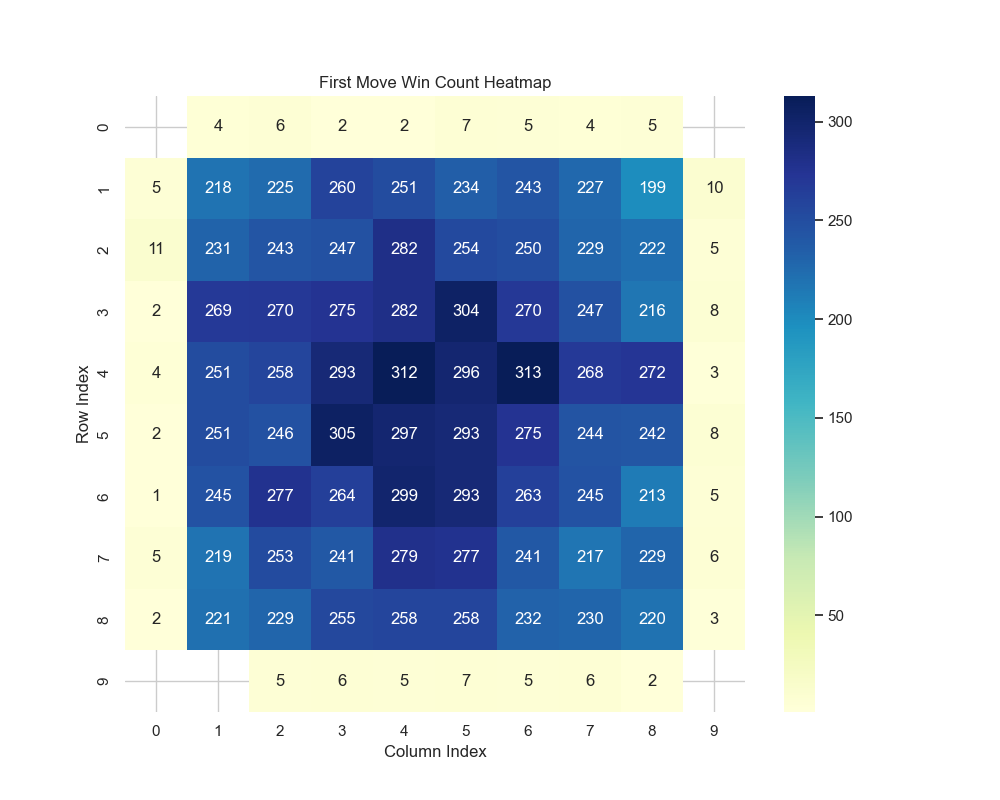 First Move Win Count Heatmap
0 4 6 2 2 7 5 4 5
1 5 218 225 260 251 234 243 227 199 10
2 11 231 243 247 282 254 250 229 222 5
3 2 269 270 275 282 304 270 247 216 8
4 4 251 258 293 312 296 313 268 272 3
5 2 251 246 305 297 293 275 244 242 8
6 1 245 277 264 299 293 263 245 213 5
7 5 219 253 241 279 277 241 217 229 6
8 2 221 229 255 258 258 232 230 220 3
9 5 6 5 7 5 6 2
0 1 2 3 4 5 6 7 8 9
Column Index
Row Index
300
250
200
150
100
50